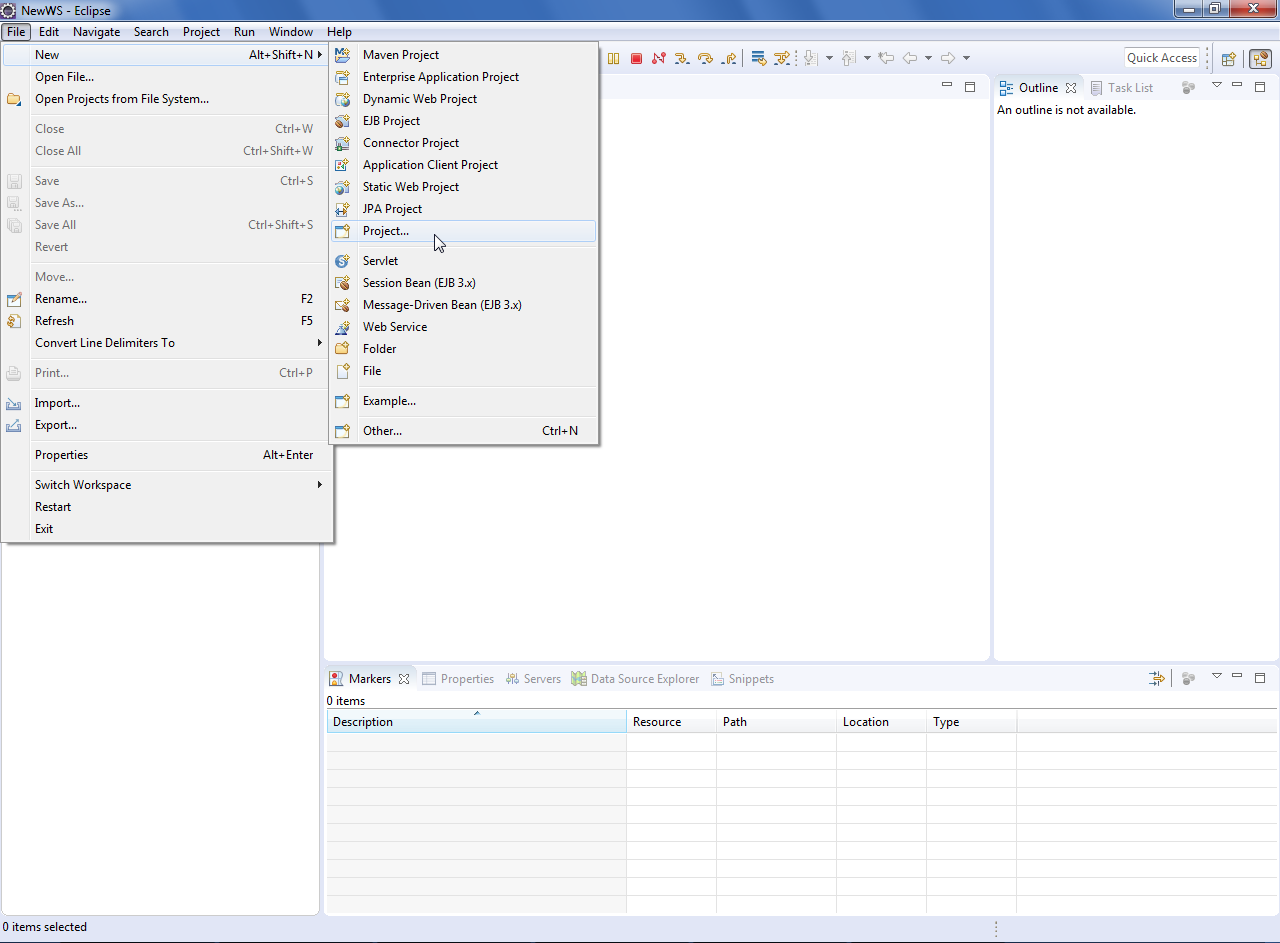 NewWS - Eclipse
File Edit Navigate Search Project Run Window Help
New Alt+Shift+N
Open File...
Open Projects from File System...
Close Ctrl+W
Close All Ctrl+Shift+W
Save Ctrl+S
Save As...
Save All Ctrl+Shift+S
Revert
Move...
Rename... F2
Refresh F5
Convert Line Delimiters To
Print... Ctrl+P
Import...
Export...
Properties Alt+Enter
Switch Workspace
Restart
Exit
Maven Project
Enterprise Application Project
Dynamic Web Project
EJB Project
Connector Project
Application Client Project
Static Web Project
JPA Project
Project...
Servlet
Session Bean (EJB 3.x)
Message-Driven Bean (EJB 3.x)
Web Service
Folder
File
Example...
Other... Ctrl+N
Quick Access
Outline Task List
An outline is not available.
Markers Properties Servers Data Source Explorer Snippets
0 items
Description Resource Path Location Type
0 items selected